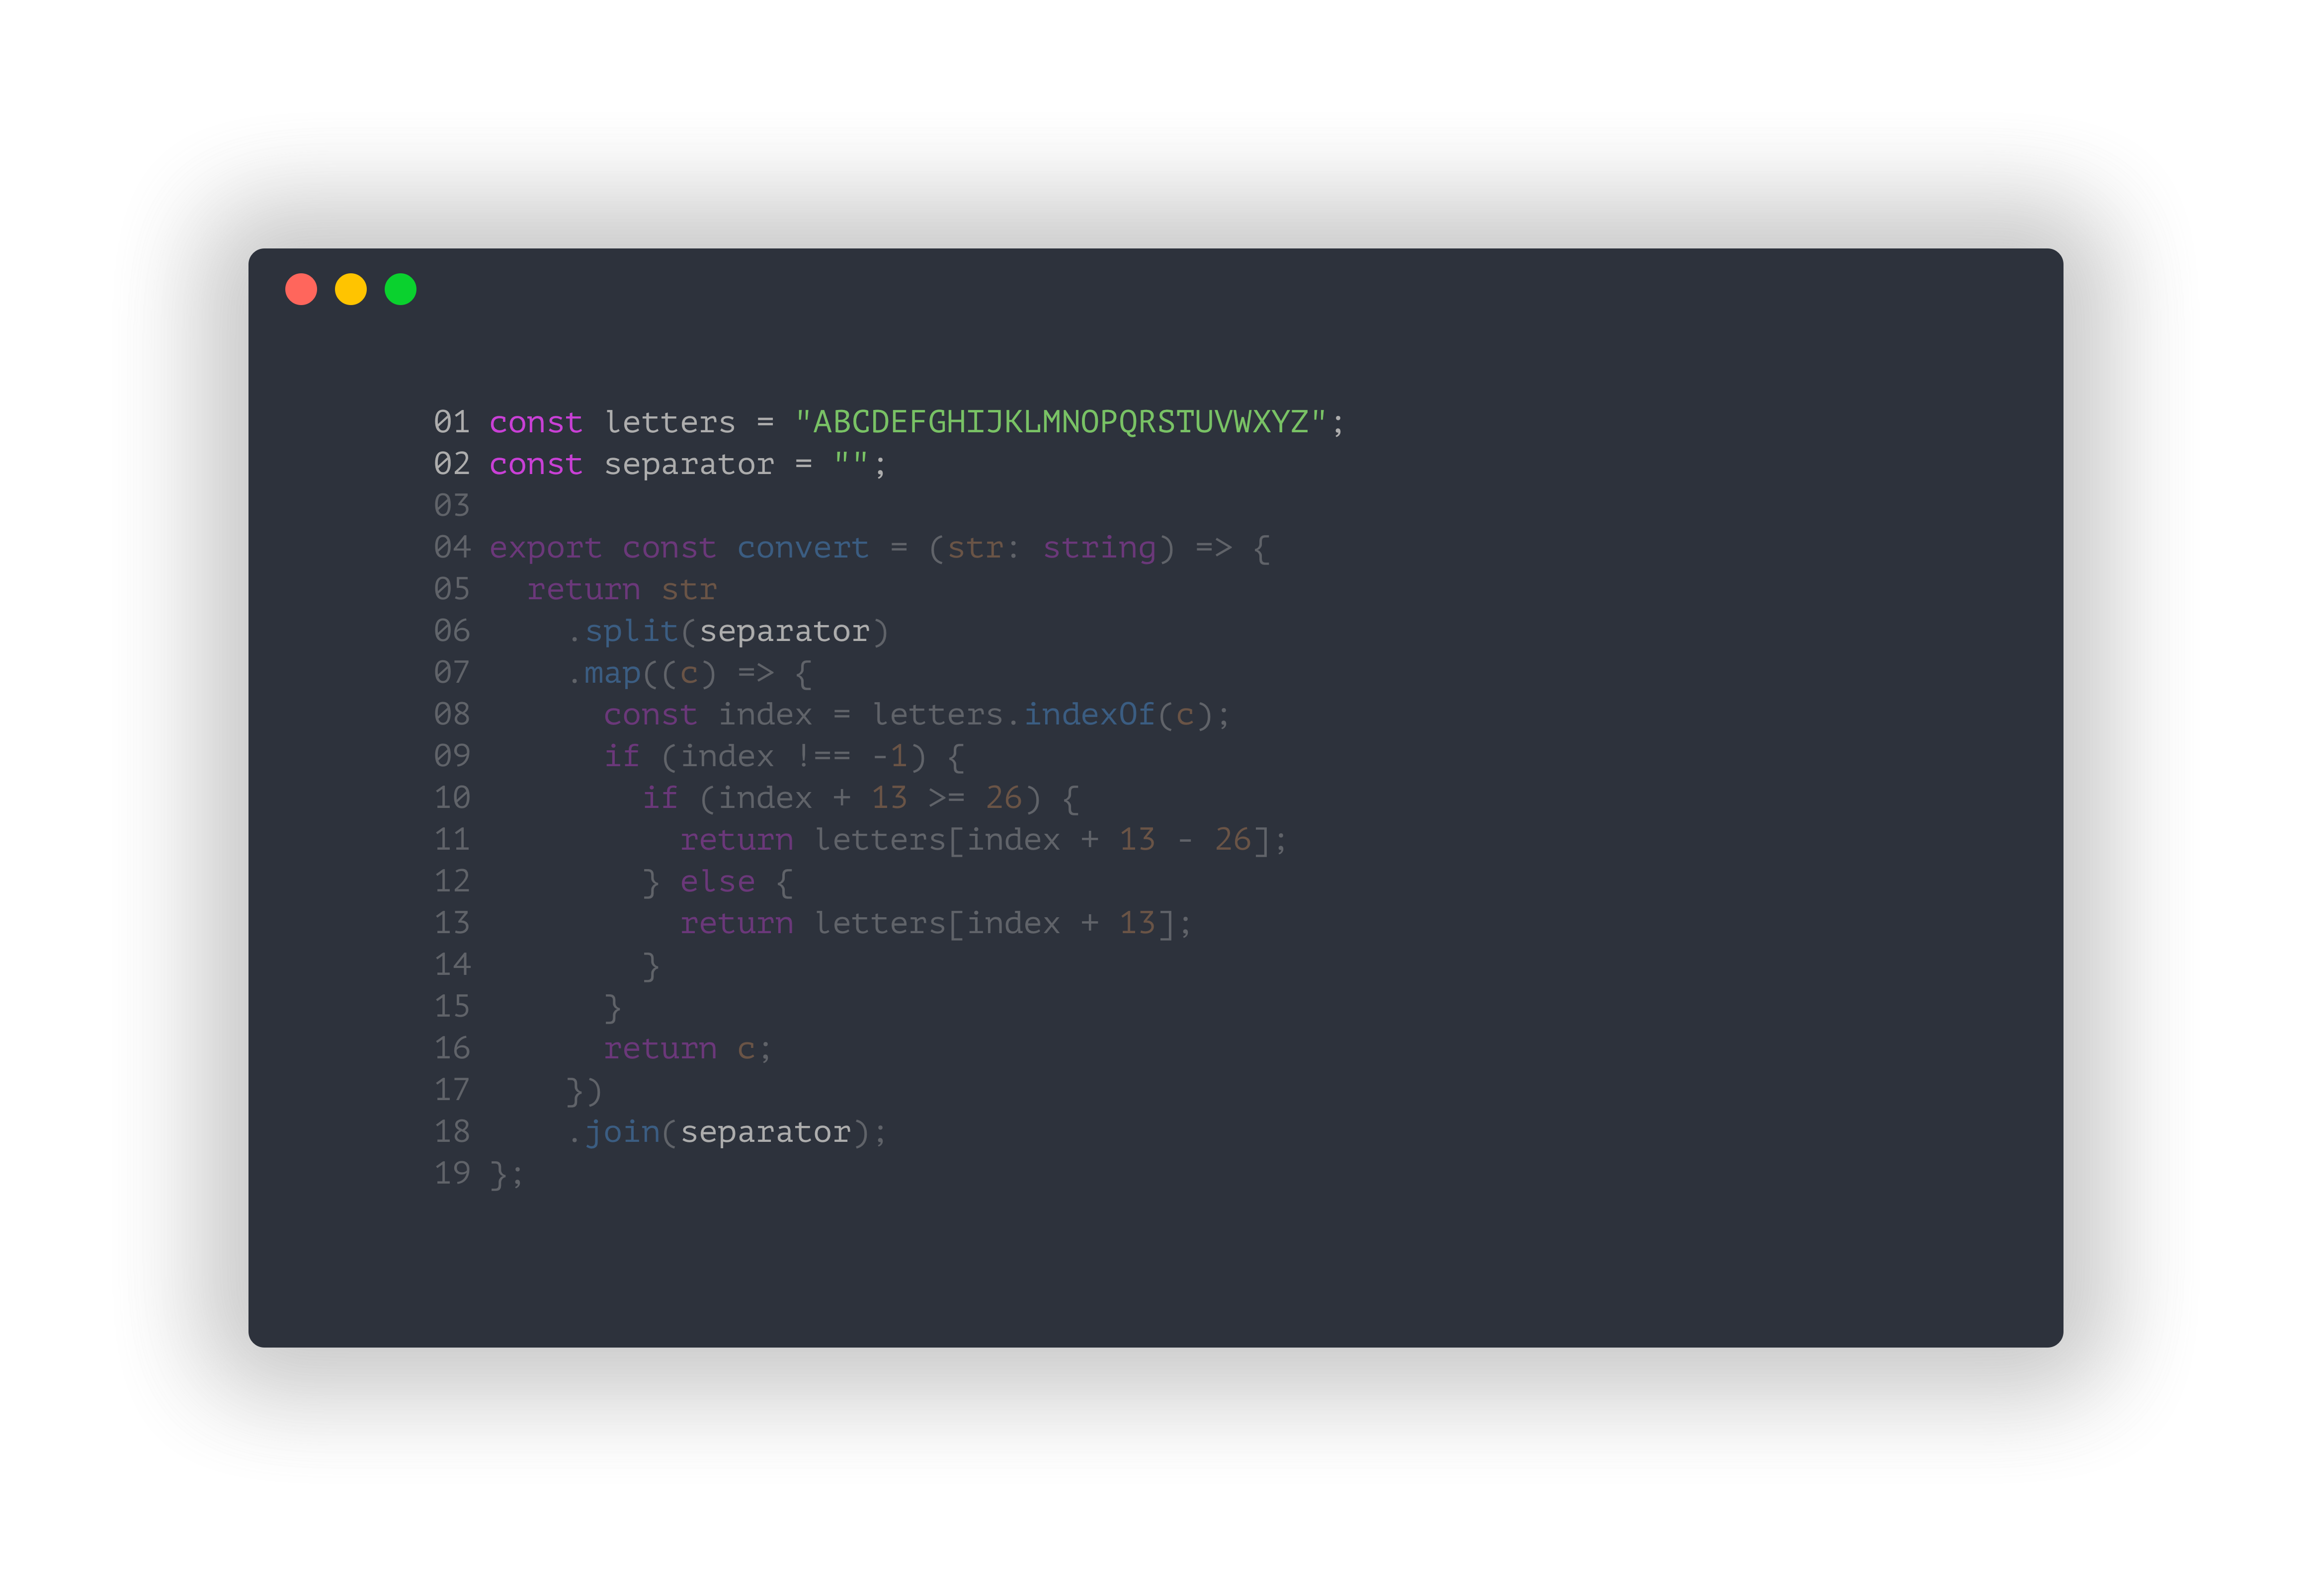 01 const letters = "ABCDEFGHIJKLMNOPQRSTUVWXYZ";
02 const separator = "";
03
04 export const convert = (str: string) => {
05   return str
06     .split(separator)
07     .map((c) => {
08       const index = letters.indexOf(c);
09       if (index !== -1) {
10         if (index + 13 >= 26) {
11           return letters[index + 13 - 26];
12         } else {
13           return letters[index + 13];
14         }
15       }
16       return c;
17     })
18     .join(separator);
19 };